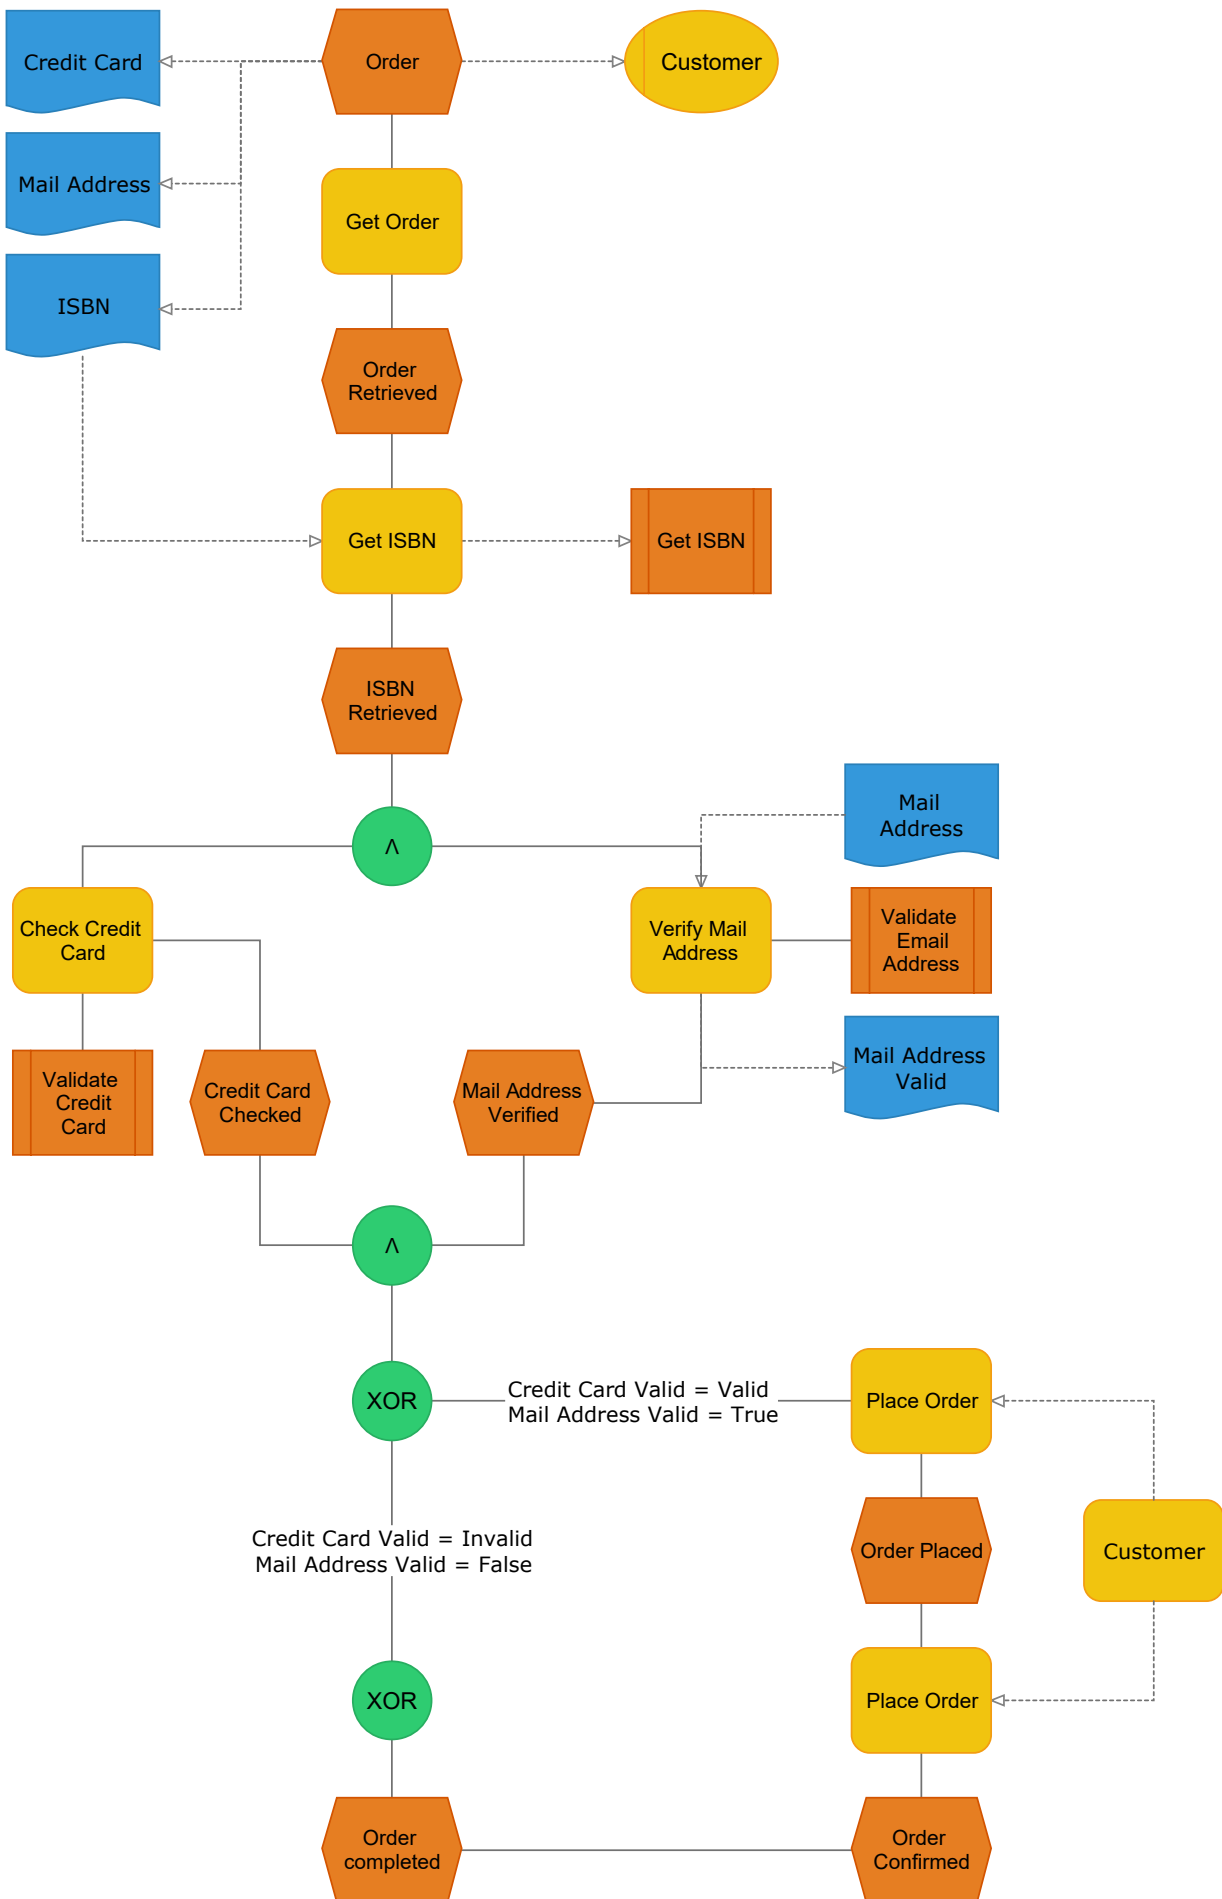 Credit Card
Order
Customer
Mail Address
Get Order
ISBN
Order
Retrieved
Get ISBN
Get ISBN
ISBN
Retrieved
Mail
Address
Λ
Check Credit
Card
Verify Mail
Address
Validate
Email
Address
Validate
Credit
Card
Credit Card
Checked
Mail Address
Verified
Mail Address
Valid
Λ
XOR
Credit Card Valid = Valid
Mail Address Valid = True
Place Order
Credit Card Valid = Invalid
Mail Address Valid = False
Order Placed
Customer
XOR
Place Order
Order
completed
Order
Confirmed